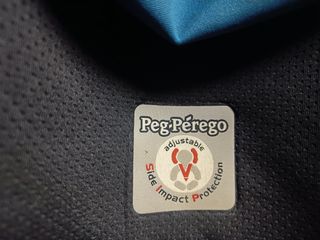 Peg-Pérego
adjustable
Side Impact Protection